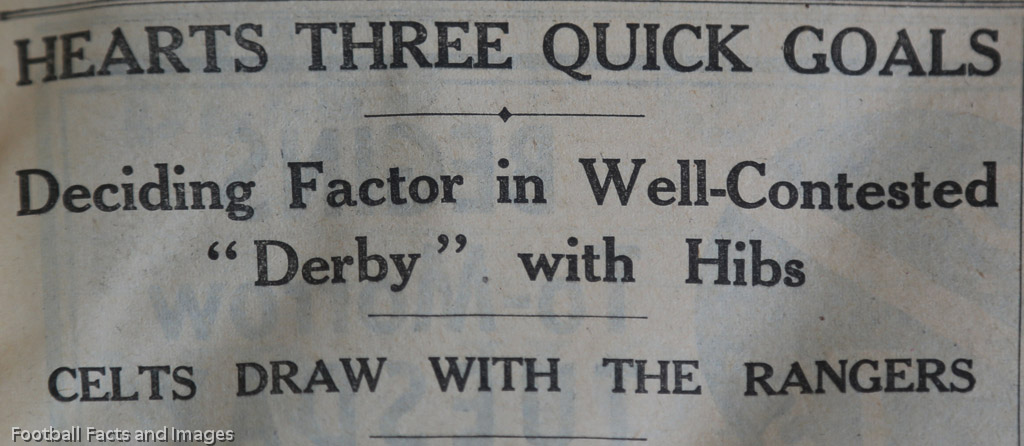 HEARTS THREE QUICK GOALS
Deciding Factor in Well-Contested
“Derby” with Hibs
CELTS DRAW WITH THE RANGERS
Football Facts and Images